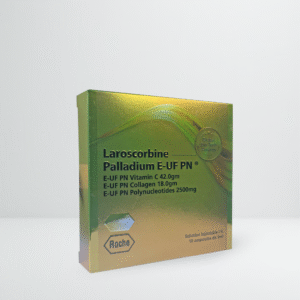 Laroscorbine
Palladium E-UF PN
E-UF PN Vitamin C 42.0gm
E-UF PN Collagen 18.0gm
E-UF PN Polynucleotides 2500mg
Roche